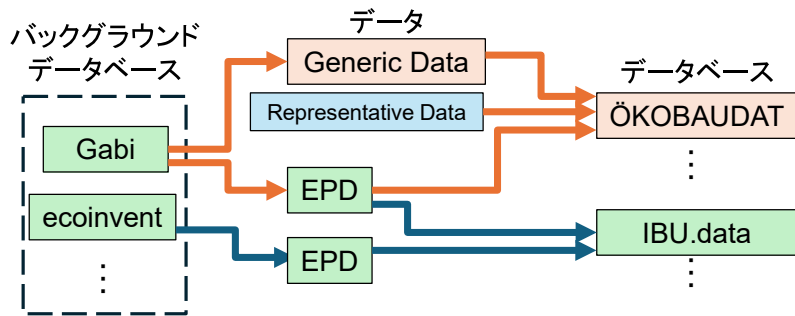 バックグラウンド
データベース
Gabi
ecoinvent
⋮
データ
Generic Data
Representative Data
EPD
EPD
データベース
ÖKOBAUDAT
⋮
IBU.data
⋮